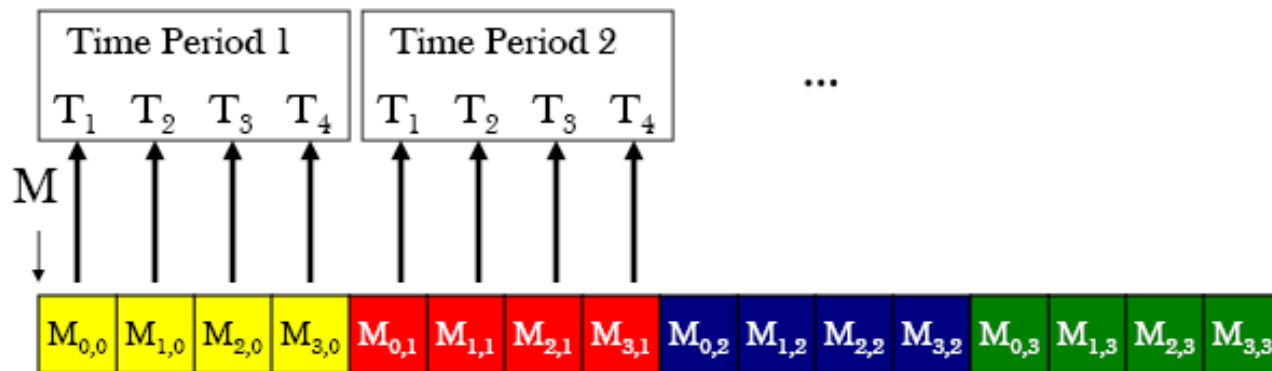 Time Period 1 Time Period 2
...
T₁ T₂ T₃ T₄ T₁ T₂ T₃ T₄
M
M₀,₀ M₁,₀ M₂,₀ M₃,₀ M₀,₁ M₁,₁ M₂,₁ M₃,₁ M₀,₂ M₁,₂ M₂,₂ M₃,₂ M₀,₃ M₁,₃ M₂,₃ M₃,₃